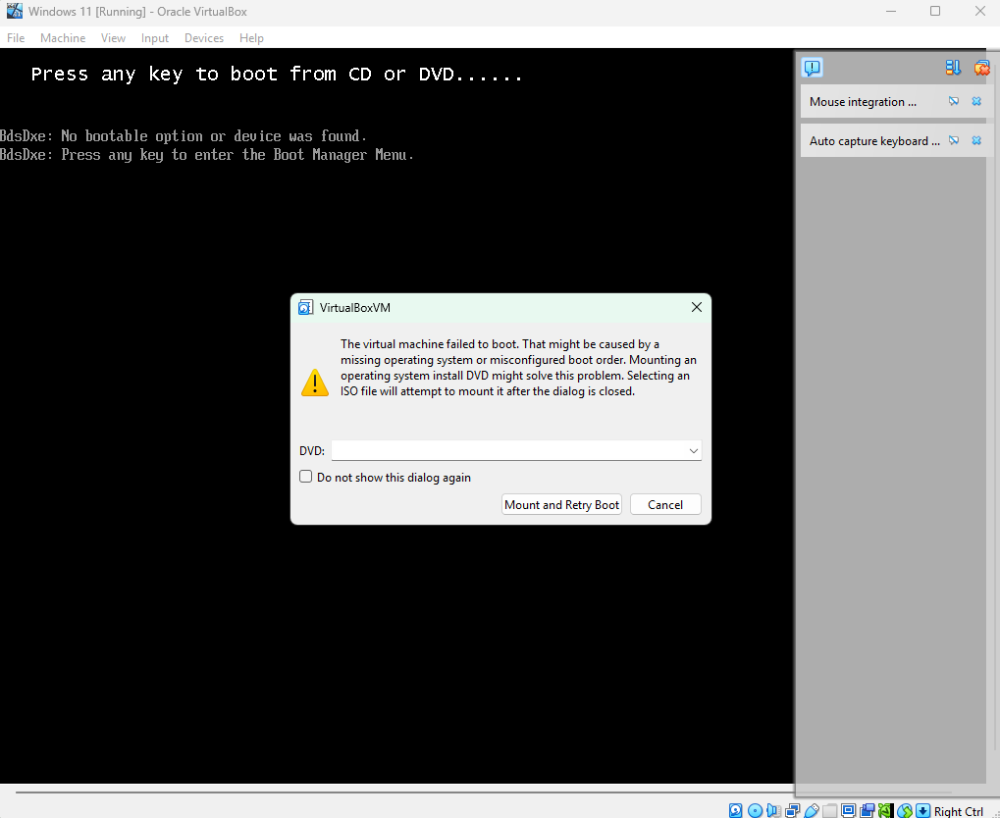 Windows 11 [Running] - Oracle VirtualBox
File Machine View Input Devices Help
Press any key to boot from CD or DVD......
BdsDxe: No bootable option or device was found.
BdsDxe: Press any key to enter the Boot Manager Menu.
Mouse integration ...
Auto capture keyboard ...
VirtualBoxVM
The virtual machine failed to boot. That might be caused by a
missing operating system or misconfigured boot order. Mounting an
operating system install DVD might solve this problem. Selecting an
ISO file will attempt to mount it after the dialog is closed.
DVD:
Do not show this dialog again
Mount and Retry Boot Cancel
Right Ctrl